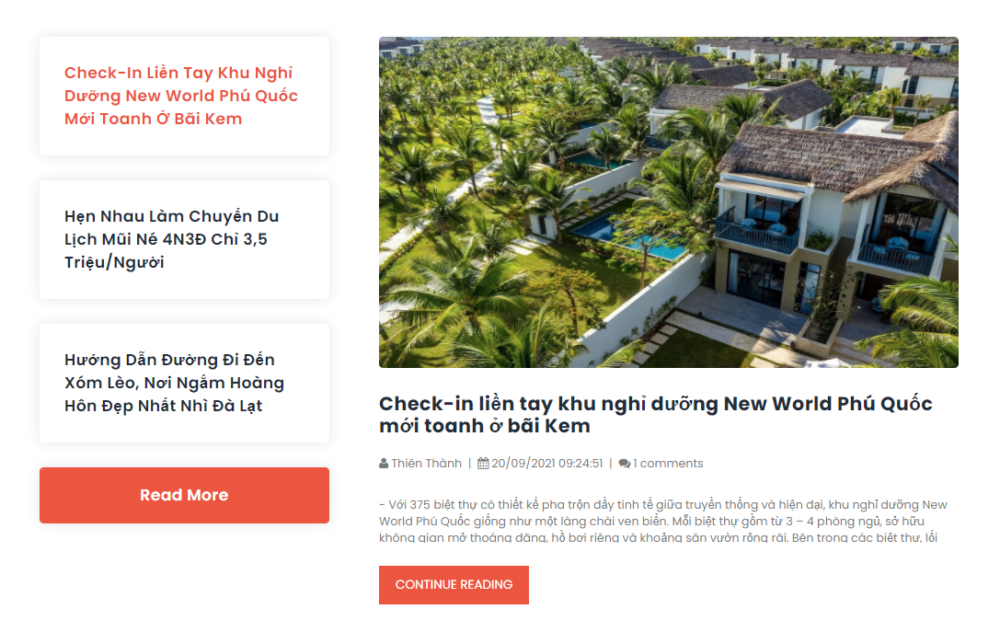 Check-In Liền Tay Khu Nghỉ
Dưỡng New World Phú Quốc
Mới Toanh Ở Bãi Kem
Hẹn Nhau Làm Chuyến Du
Lịch Mũi Né 4N3Đ Chỉ 3,5
Triệu/Người
Hướng Dẫn Đường Đi Đến
Xóm Lèo, Nơi Ngắm Hoàng
Hôn Đẹp Nhất Nhì Đà Lạt
Read More
Check-in liền tay khu nghỉ dưỡng New World Phú Quốc
mới toanh ở bãi Kem
Thiên Thành | 20/09/2021 09:24:51 | 1 comments
- Với 375 biệt thự có thiết kế pha trộn đầy tinh tế giữa truyền thống và hiện đại, khu nghỉ dưỡng New
World Phú Quốc giống như một làng chài ven biển. Mỗi biệt thự gồm từ 3 – 4 phòng ngủ, sở hữu
không gian mở thoáng đãng, hồ bơi riêng và khoảng sân vườn rộng rãi. Bên trong các biệt thự, lối
CONTINUE READING